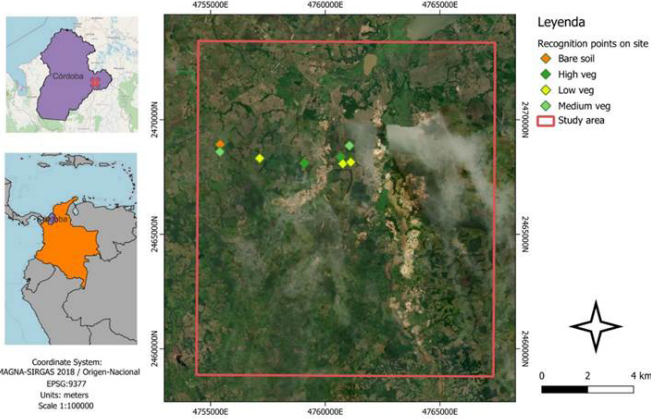 4755000E
4760000E
4765000E
Córdoba
2470000N
2465000N
2460000N
2470000N
2465000N
2460000N
4755000E
4760000E
4765000E
Coordinate System:
MAGNA-SIRGAS 2018 / Origen-Nacional
EPSG:9377
Units: meters
Scale 1:100000
Leyenda
Recognition points on site
Bare soil
High veg
Low veg
Medium veg
Study area
0 2 4 km